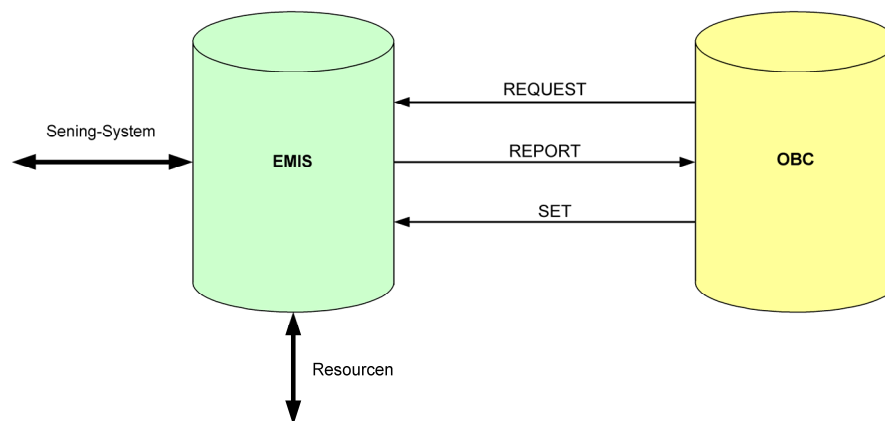 REQUEST
Sening-System
EMIS
REPORT
OBC
SET
Resourcen